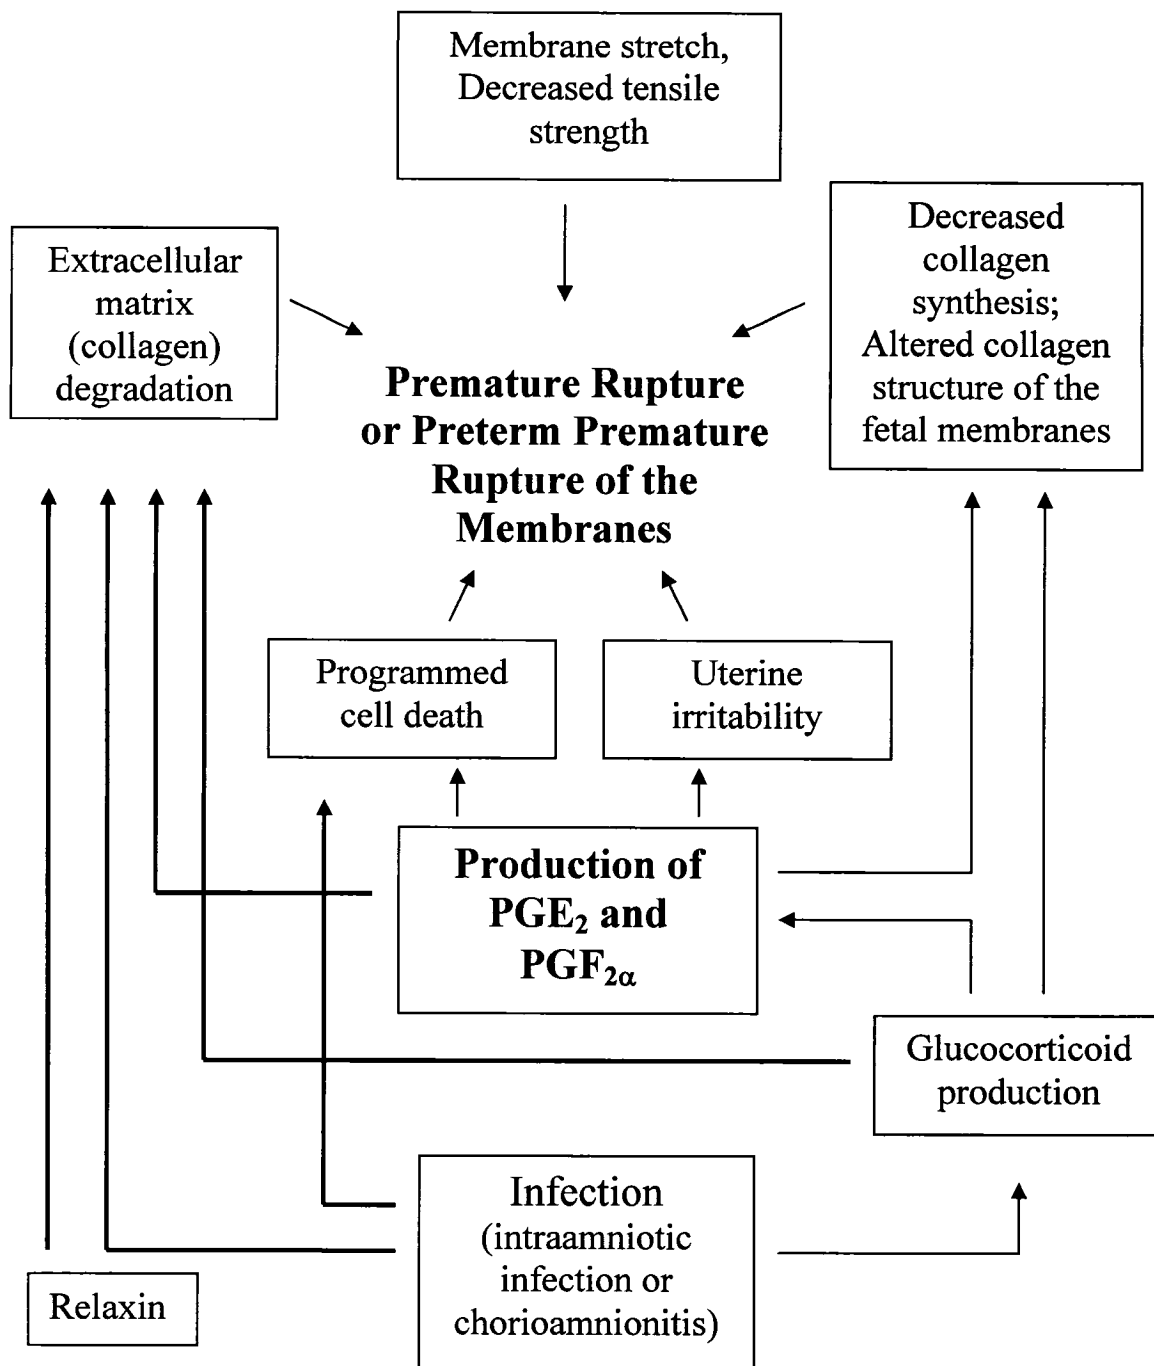 Membrane stretch,
Decreased tensile
strength
Extracellular
matrix
(collagen)
degradation
Decreased
collagen
synthesis;
Altered collagen
structure of the
fetal membranes
Premature Rupture
or Preterm Premature
Rupture of the
Membranes
Programmed
cell death
Uterine
irritability
Production of
PGE₂ and
PGF₂α
Glucocorticoid
production
Infection
(intraamniotic
infection or
chorioamnionitis)
Relaxin